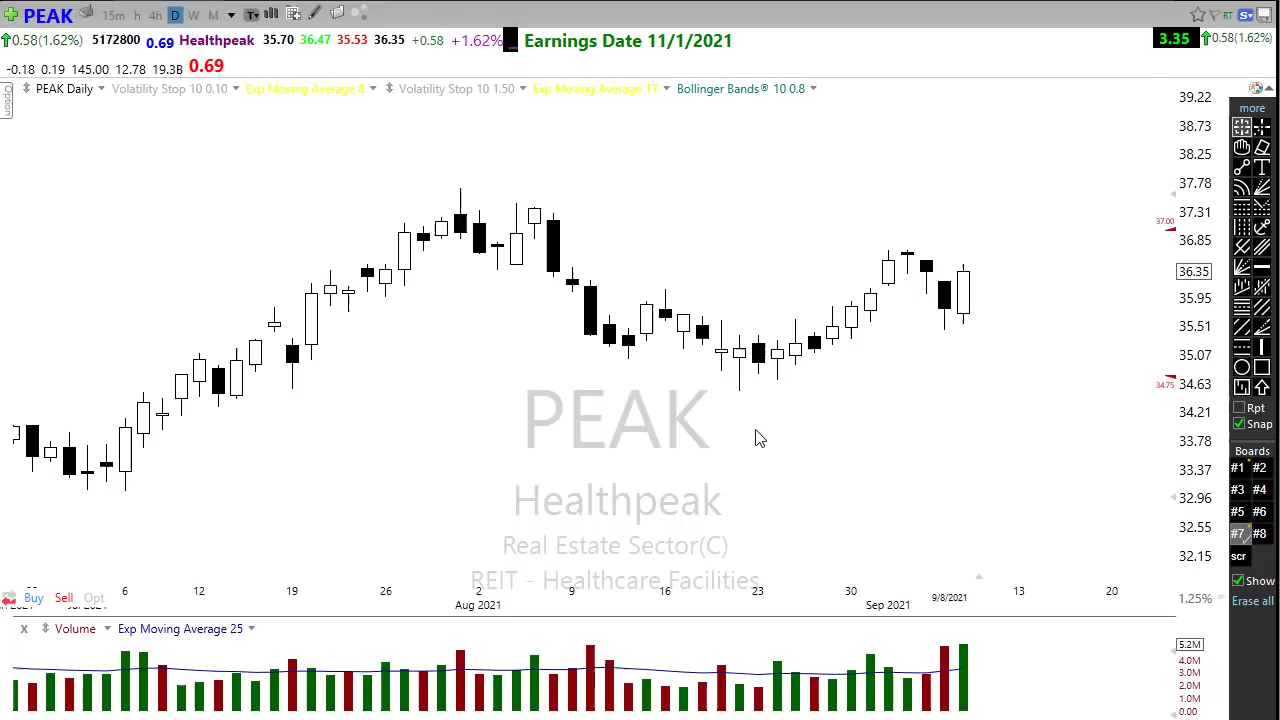 PEAK 15m h 4h D W M T RT S
0.58(1.62%) 5172800 0.69 Healthpeak 35.70 36.47 35.53 36.35 +0.58 +1.62% Earnings Date 11/1/2021 3.35 0.58(1.62%)
-0.18 0.19 145.00 12.78 19.3B 0.69
Option
PEAK Daily Volatility Stop 10 0.10 Exp Moving Average 8 Volatility Stop 10 1.50 Exp Moving Average 17 Bollinger Bands® 10 0.8
39.22
38.73
38.25
37.78
37.31
37.00
36.85
36.35
35.95
35.51
35.07
34.63
34.75
34.21
33.78
33.37
32.96
32.55
32.15
1.25%
more
Rpt
Snap
Boards
#1 #2
#3 #4
#5 #6
#7 #8
scr
Show
Erase all
PEAK
Healthpeak
Real Estate Sector(C)
REIT - Healthcare Facilities
Buy Sell Opt
6 12 19 26 2 9 16 23 30 9/8/2021 13 20
Aug 2021 Sep 2021
X Volume Exp Moving Average 25
5.2M
4.0M
3.0M
2.0M
1.0M
0.00